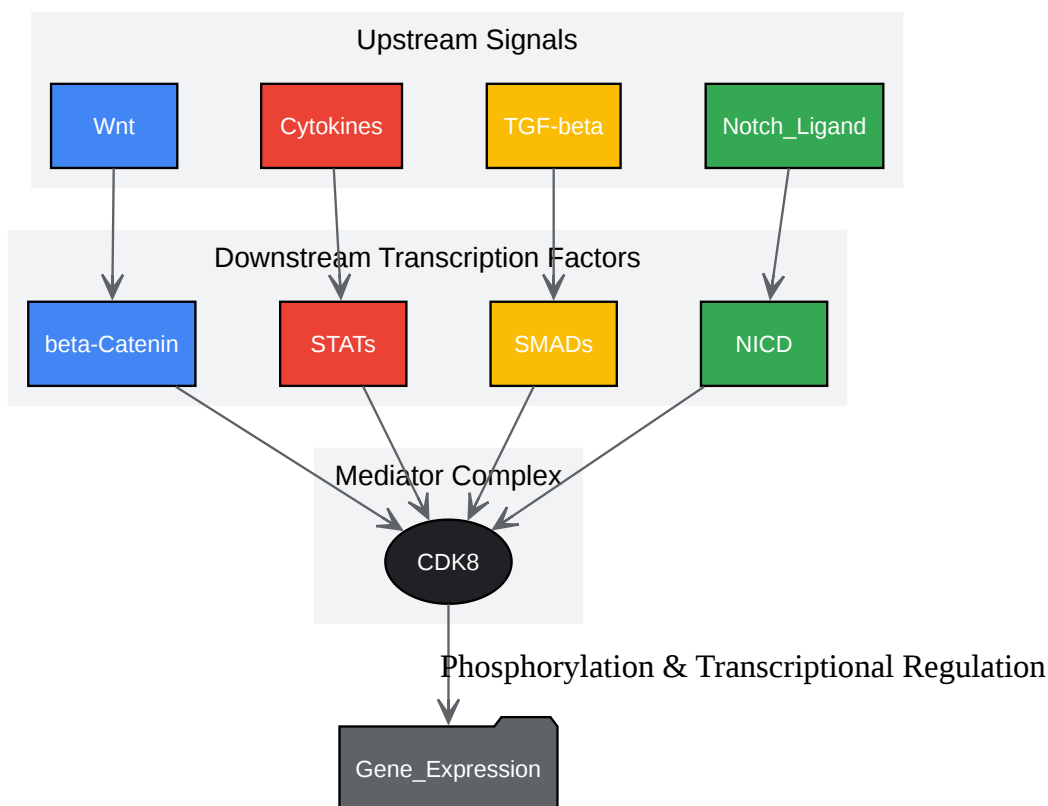 Upstream Signals
Wnt
Cytokines
TGF-beta
Notch_Ligand
Downstream Transcription Factors
beta-Catenin
STATs
SMADs
NICD
Mediator Complex
CDK8
Phosphorylation & Transcriptional Regulation
Gene_Expression